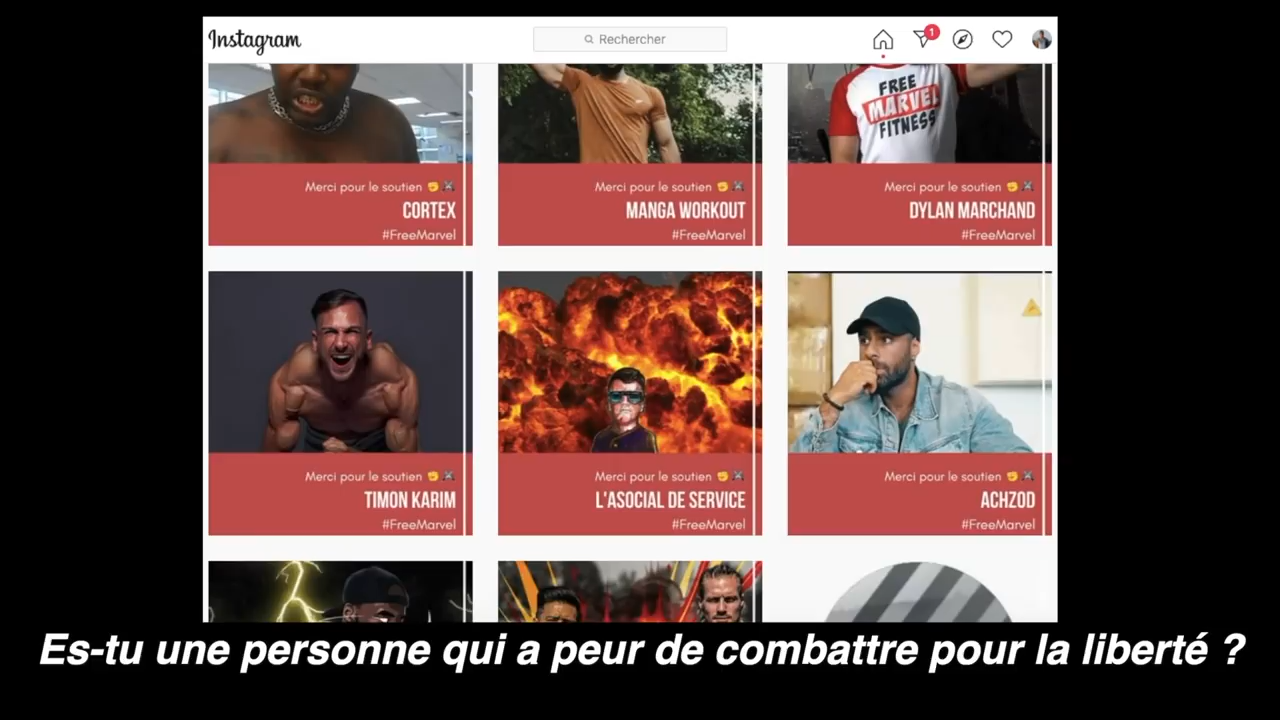 Instagram
Rechercher
1
FREE
MARVEL
FITNESS
Merci pour le soutien
CORTEX
#FreeMarvel
Merci pour le soutien
MANGA WORKOUT
#FreeMarvel
Merci pour le soutien
DYLAN MARCHAND
#FreeMarvel
Merci pour le soutien
TIMON KARIM
#FreeMarvel
Merci pour le soutien
L'ASOCIAL DE SERVICE
#FreeMarvel
Merci pour le soutien
ACHZOD
#FreeMarvel
Es-tu une personne qui a peur de combattre pour la liberté ?